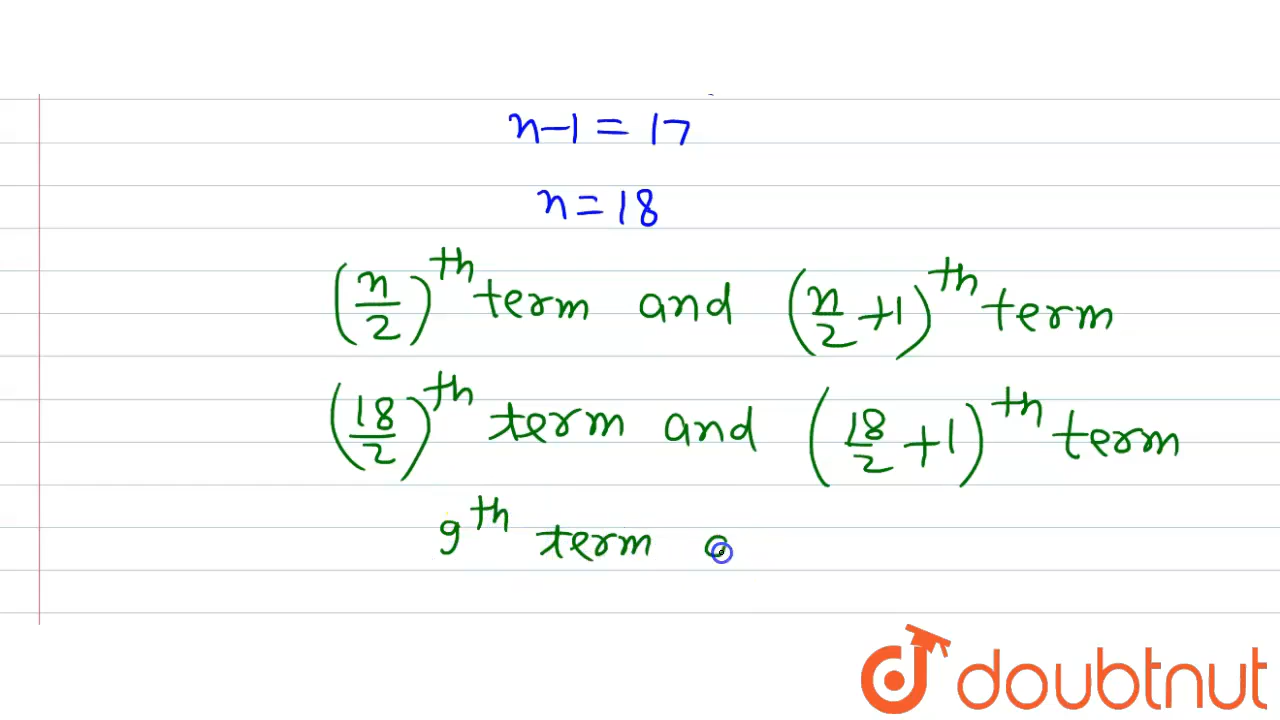 n-1 = 17
n = 18
(n/2)^th term and (n/2 + 1)^th term
(18/2)^th term and (18/2 + 1)^th term
9^th term
doubtnut